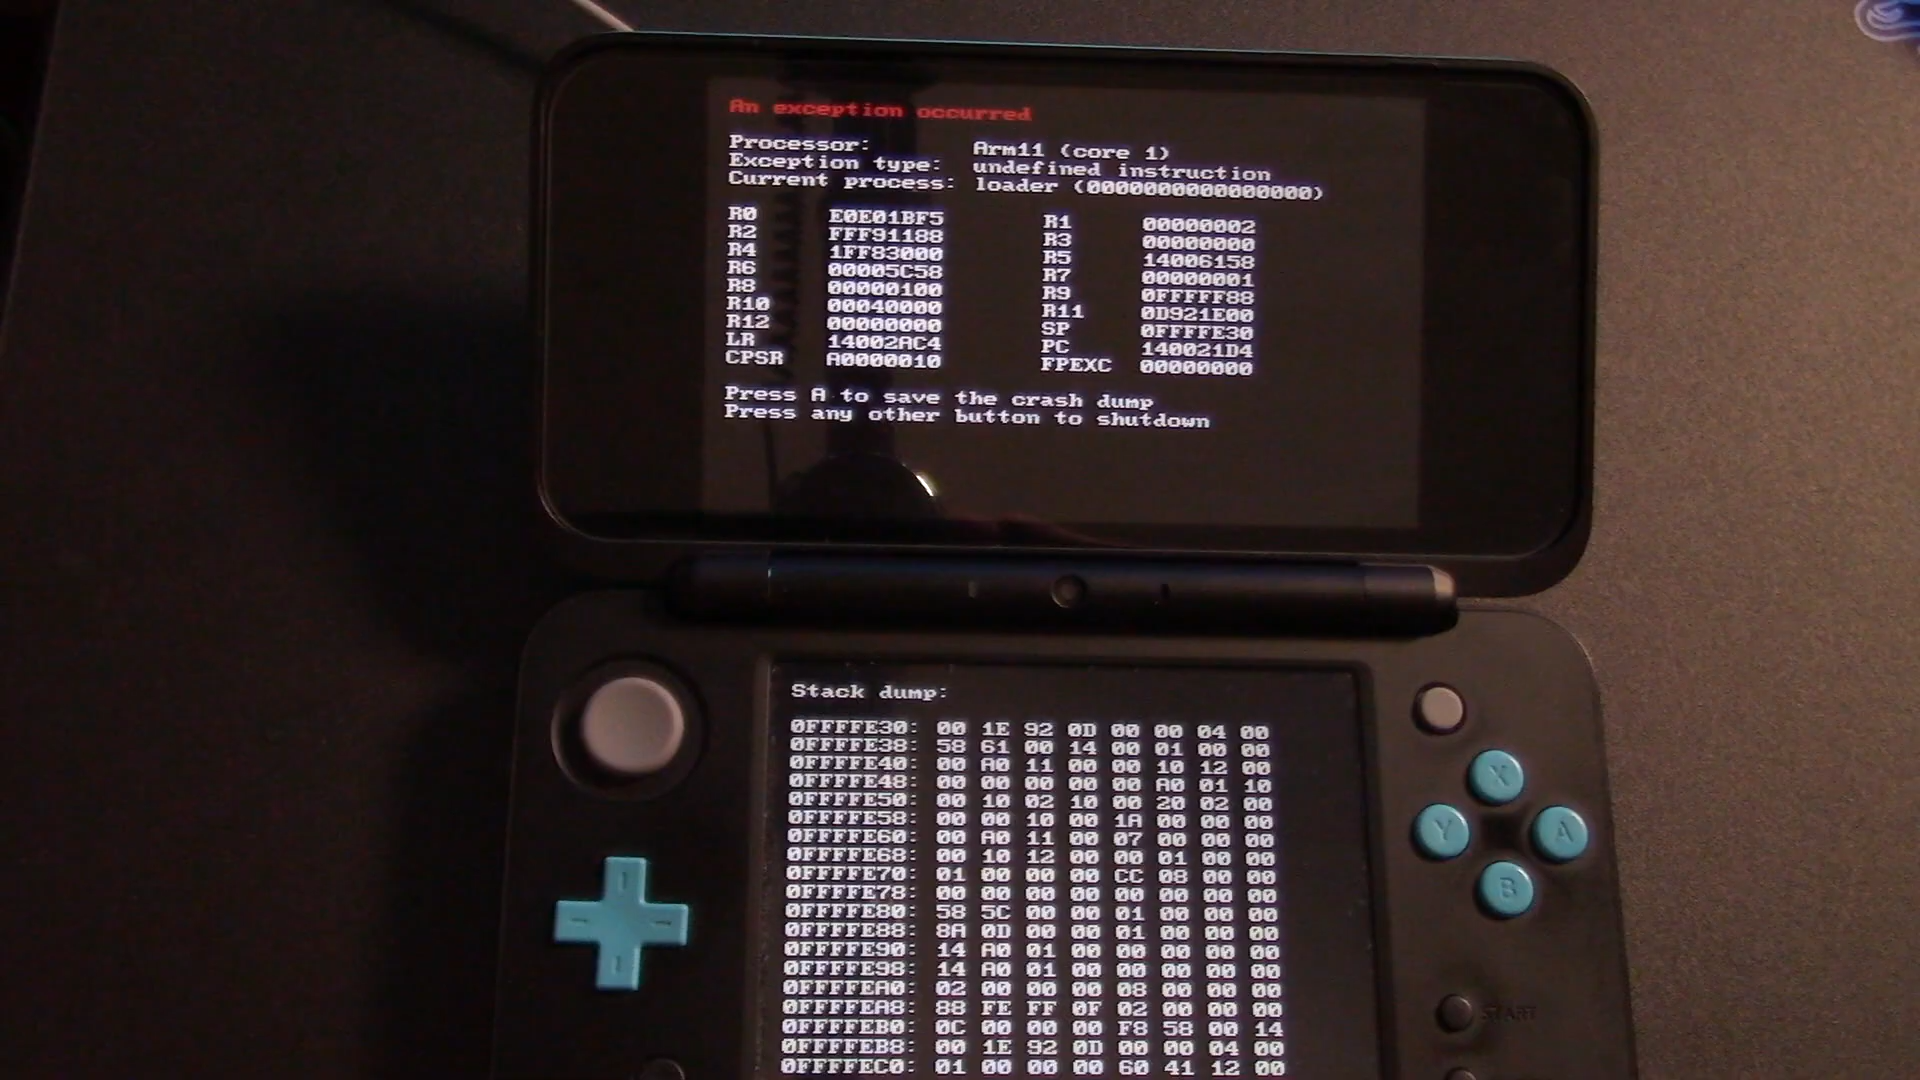 An exception occurred
Processor: Arm11 (core 1)
Exception type: undefined instruction
Current process: loader (0000000000000000)
R0 E0E01BF5 R1 00000002
R2 FFF91188 R3 00000000
R4 1FF83000 R5 14006158
R6 00005C58 R7 00000001
R8 00000100 R9 0FFFFF88
R10 00040000 R11 0D921E00
R12 00000000 SP 0FFFFE30
LR 14002AC4 PC 140021D4
CPSR A0000010 FPEXC 00000000
Press A to save the crash dump
Press any other button to shutdown
Stack dump:
0FFFFE30: 00 1E 92 0D 00 00 04 00
0FFFFE38: 58 61 00 14 00 01 00 00
0FFFFE40: 00 A0 11 00 00 10 12 00
0FFFFE48: 00 00 00 00 00 A0 01 10
0FFFFE50: 00 10 02 10 00 20 02 00
0FFFFE58: 00 00 10 00 1A 00 00 00
0FFFFE60: 00 A0 11 00 07 00 00 00
0FFFFE68: 00 10 12 00 00 01 00 00
0FFFFE70: 01 00 00 00 CC 08 00 00
0FFFFE78: 00 00 00 00 00 00 00 00
0FFFFE80: 58 5C 00 00 01 00 00 00
0FFFFE88: 8A 0D 00 00 01 00 00 00
0FFFFE90: 14 A0 01 00 00 00 00 00
0FFFFE98: 14 A0 01 00 00 00 00 00
0FFFFEA0: 02 00 00 00 08 00 00 00
0FFFFEA8: 88 FE FF 0F 02 00 00 00
0FFFFEB0: 0C 00 00 00 F8 58 00 14
0FFFFEB8: 00 1E 92 0D 00 00 04 00
0FFFFEC0: 01 00 00 00 60 41 12 00
X
Y
A
B
START